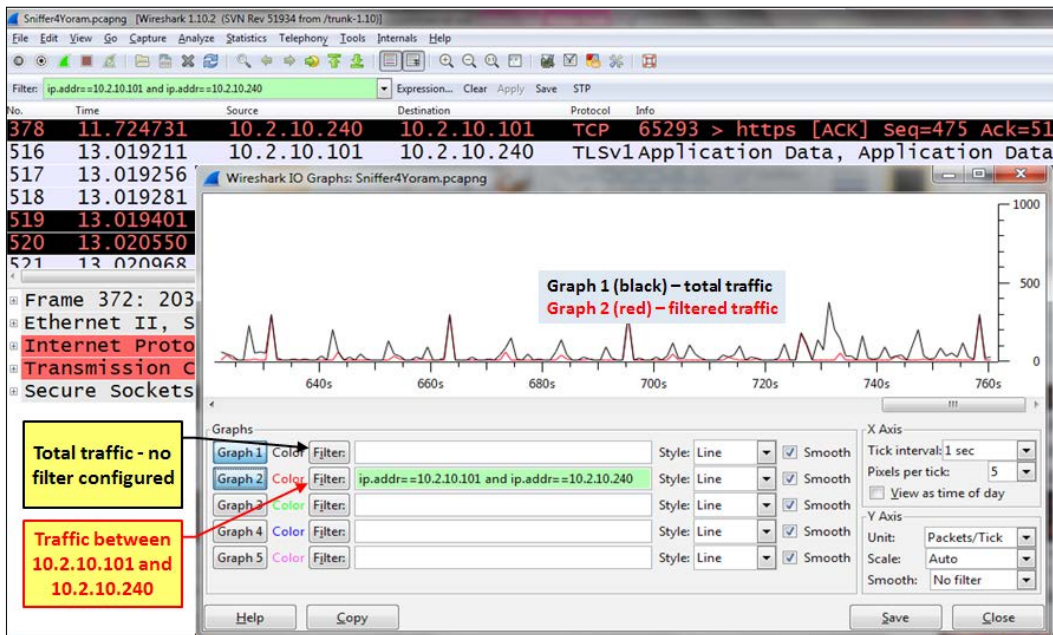 Sniffer4Yoram.pcapng [Wireshark 1.10.2 (SVN Rev 51934 from /trunk-1.10)]
File Edit View Go Capture Analyze Statistics Telephony Tools Internals Help
Filter: ip.addr==10.2.10.101 and ip.addr==10.2.10.240 Expression... Clear Apply Save STP
No. Time Source Destination Protocol Info
378 11.724731 10.2.10.240 10.2.10.101 TCP 65293 > https [ACK] Seq=475 Ack=51
516 13.019211 10.2.10.101 10.2.10.240 TLSv1 Application Data, Application Data
517 13.019256
518 13.019281
519 13.019401
520 13.020550
521 13.020968
Frame 372: 203
Ethernet II, S
Internet Proto
Transmission C
Secure Sockets
Wireshark IO Graphs: Sniffer4Yoram.pcapng
1000
500
0
Graph 1 (black) – total traffic
Graph 2 (red) – filtered traffic
640s 660s 680s 700s 720s 740s 760s
Total traffic - no
filter configured
Traffic between
10.2.10.101 and
10.2.10.240
Graphs
Graph 1 Color Filter: Style: Line Smooth
Graph 2 Color Filter: ip.addr==10.2.10.101 and ip.addr==10.2.10.240 Style: Line Smooth
Graph 3 Color Filter: Style: Line Smooth
Graph 4 Color Filter: Style: Line Smooth
Graph 5 Color Filter: Style: Line Smooth
X Axis
Tick interval: 1 sec
Pixels per tick: 5
View as time of day
Y Axis
Unit: Packets/Tick
Scale: Auto
Smooth: No filter
Help Copy Save Close